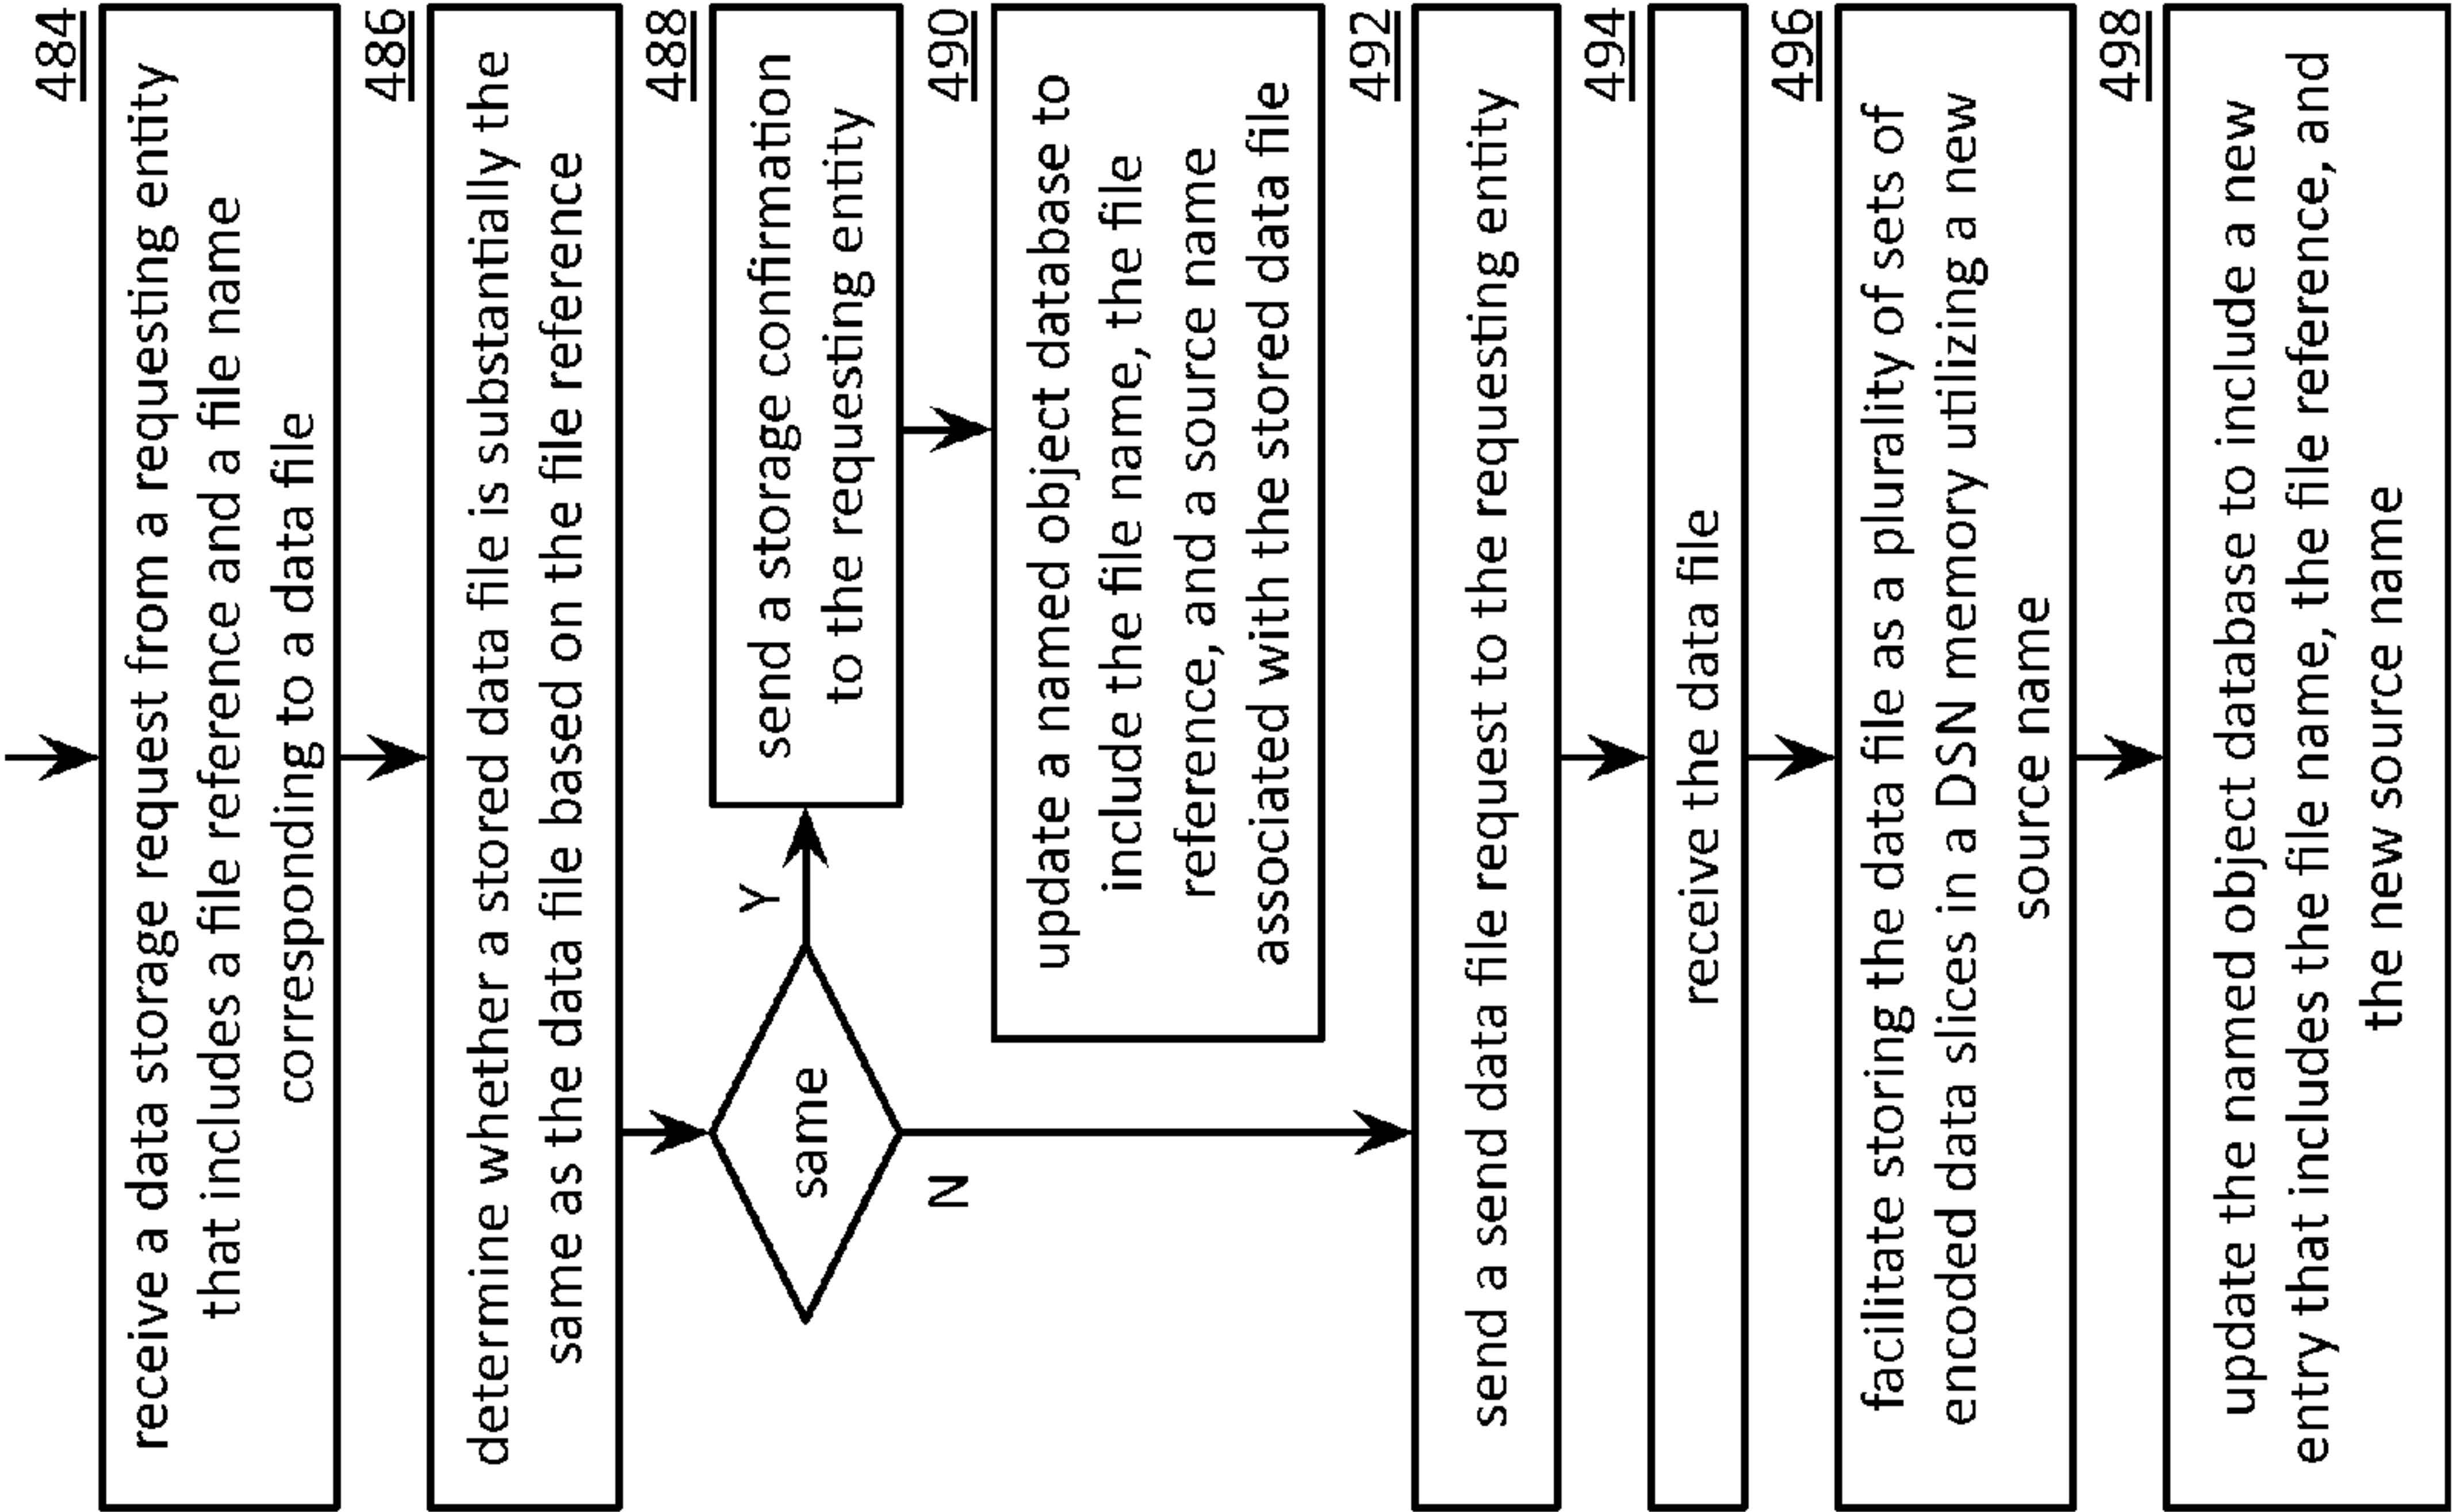 484
receive a data storage request from a requesting entity
that includes a file reference and a file name
corresponding to a data file
486
determine whether a stored data file is substantially the
same as the data file based on the file reference
same
Y
N
488
send a storage confirmation
to the requesting entity
490
update a named object database to
include the file name, the file
reference, and a source name
associated with the stored data file
492
send a send data file request to the requesting entity
494
receive the data file
496
facilitate storing the data file as a plurality of sets of
encoded data slices in a DSN memory utilizing a new
source name
498
update the named object database to include a new
entry that includes the file name, the file reference, and
the new source name